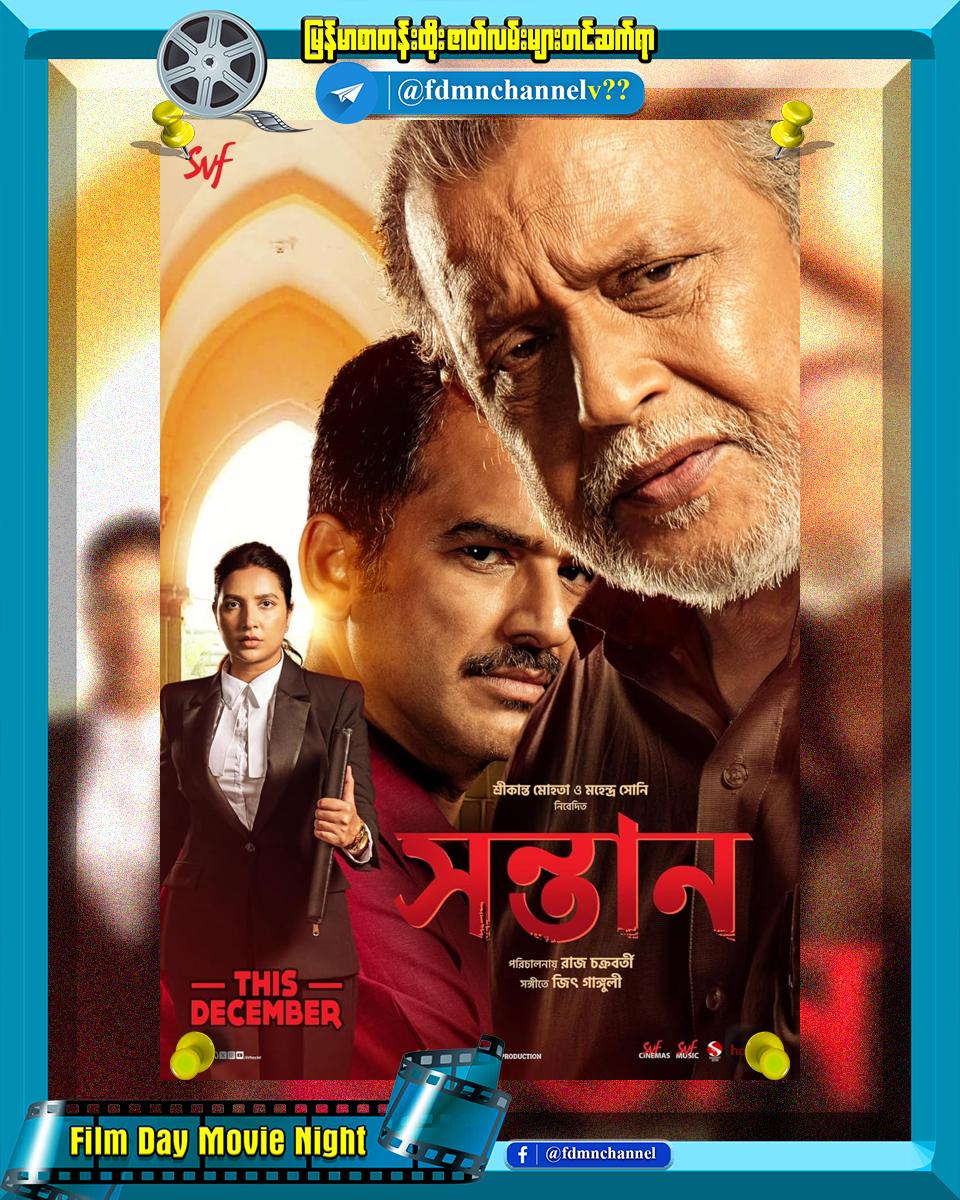 မြန်မာစာတန်းထိုးဇာတ်လမ်းများတင်ဆက်ရာ
@fdmnchannelv??
SVF
শ্রীকান্ত মোহতা ও মহেন্দ্র সোনি
নিবেদিত
সন্তান
পরিচালনায় রাজ চক্রবর্তী
সঙ্গীতে জিৎ গাঙ্গুলী
THIS
DECEMBER
SVF CINEMAS SVF MUSIC
Film Day Movie Night
@fdmnchannel